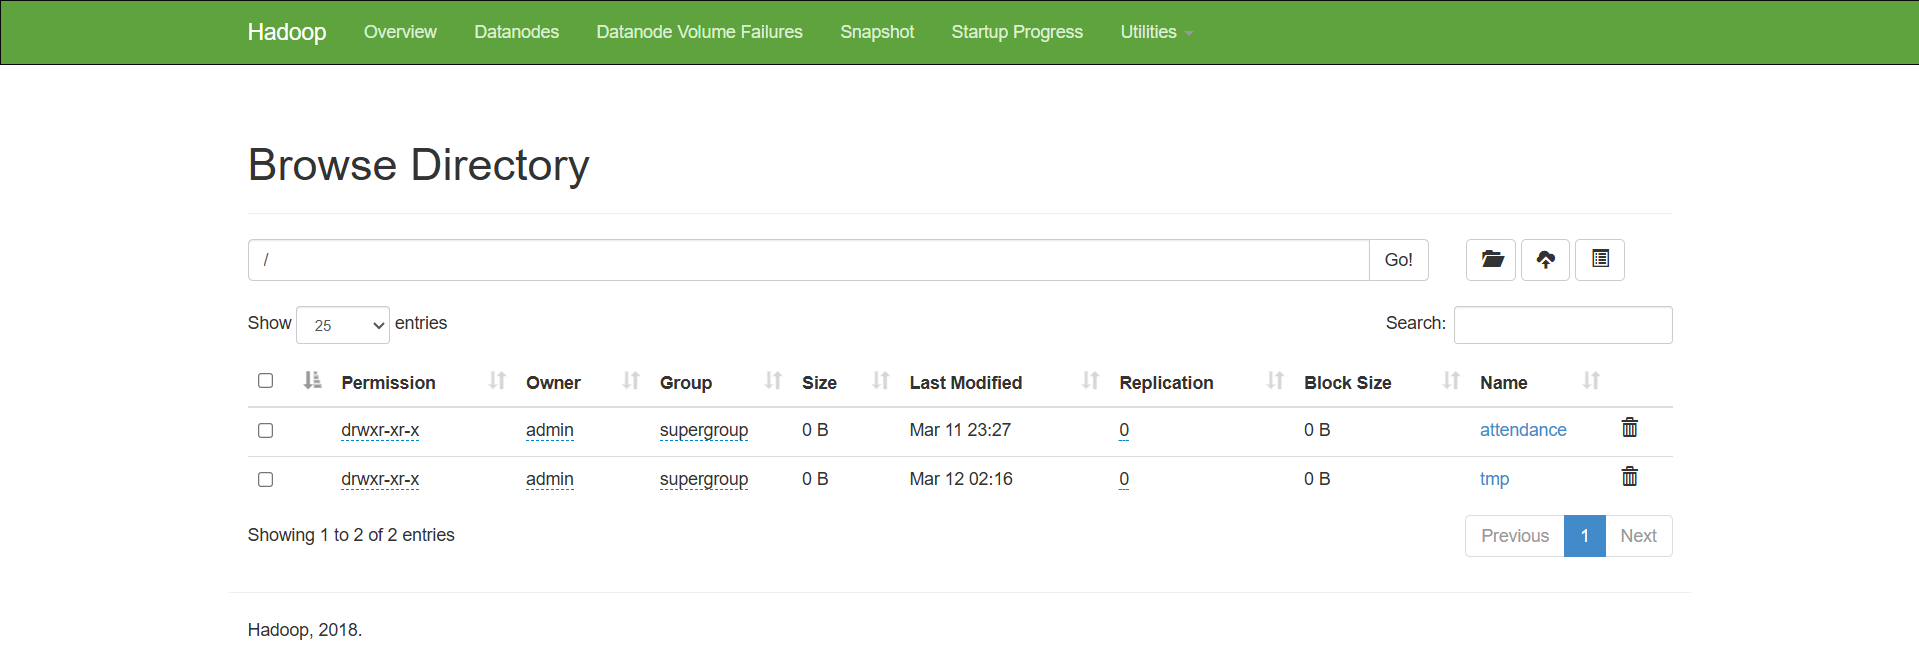 Hadoop Overview Datanodes Datanode Volume Failures Snapshot Startup Progress Utilities
Browse Directory
/ Go!
Show 25 entries Search:
Permission Owner Group Size Last Modified Replication Block Size Name
drwxr-xr-x admin supergroup 0 B Mar 11 23:27 0 0 B attendance
drwxr-xr-x admin supergroup 0 B Mar 12 02:16 0 0 B tmp
Showing 1 to 2 of 2 entries Previous 1 Next
Hadoop, 2018.